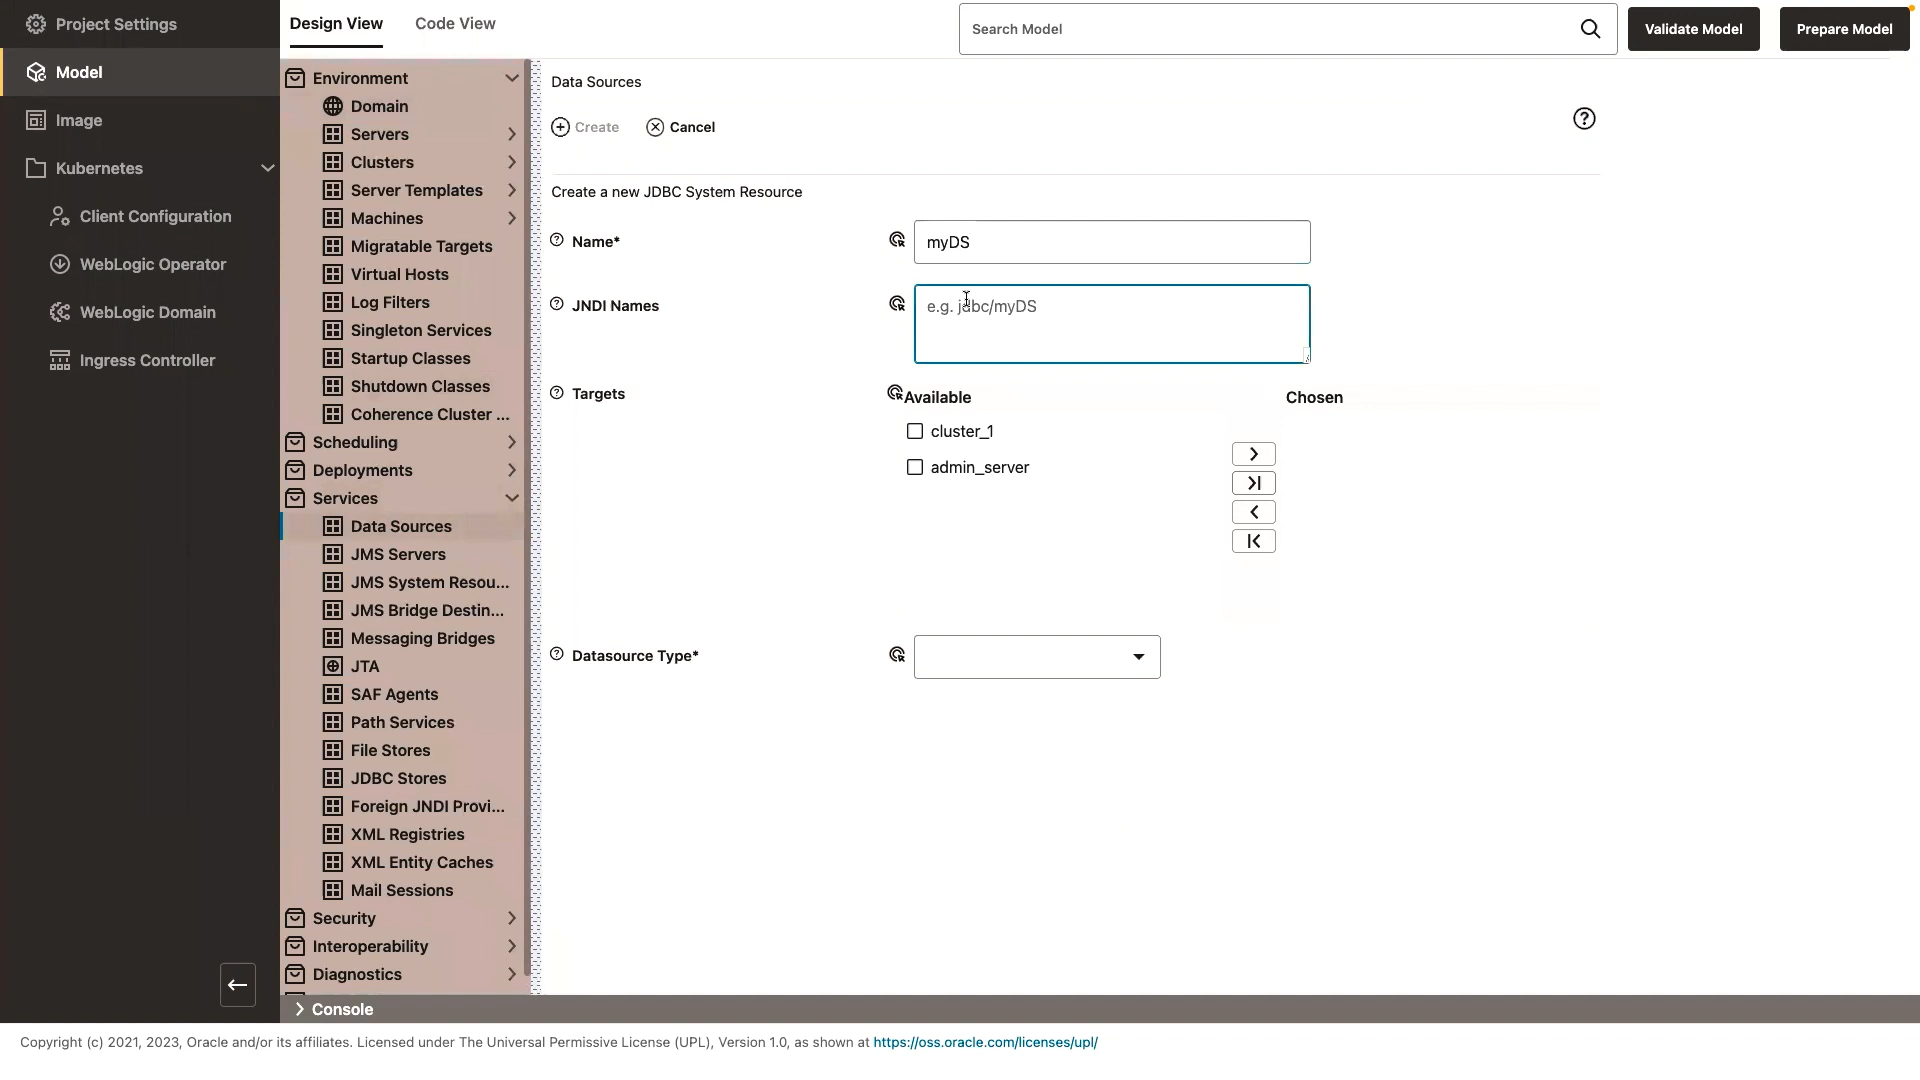 Project Settings
Model
Image
Kubernetes
Client Configuration
WebLogic Operator
WebLogic Domain
Ingress Controller
Design View
Code View
Search Model
Validate Model
Prepare Model
Environment
Domain
Servers
Clusters
Server Templates
Machines
Migratable Targets
Virtual Hosts
Log Filters
Singleton Services
Startup Classes
Shutdown Classes
Coherence Cluster ...
Scheduling
Deployments
Services
Data Sources
JMS Servers
JMS System Resou...
JMS Bridge Destin...
Messaging Bridges
JTA
SAF Agents
Path Services
File Stores
JDBC Stores
Foreign JNDI Provi...
XML Registries
XML Entity Caches
Mail Sessions
Security
Interoperability
Diagnostics
Data Sources
Create
Cancel
Create a new JDBC System Resource
Name*
myDS
JNDI Names
e.g. jdbc/myDS
Targets
Available
Chosen
cluster_1
admin_server
Datasource Type*
Console
Copyright (c) 2021, 2023, Oracle and/or its affiliates. Licensed under The Universal Permissive License (UPL), Version 1.0, as shown at https://oss.oracle.com/licenses/upl/